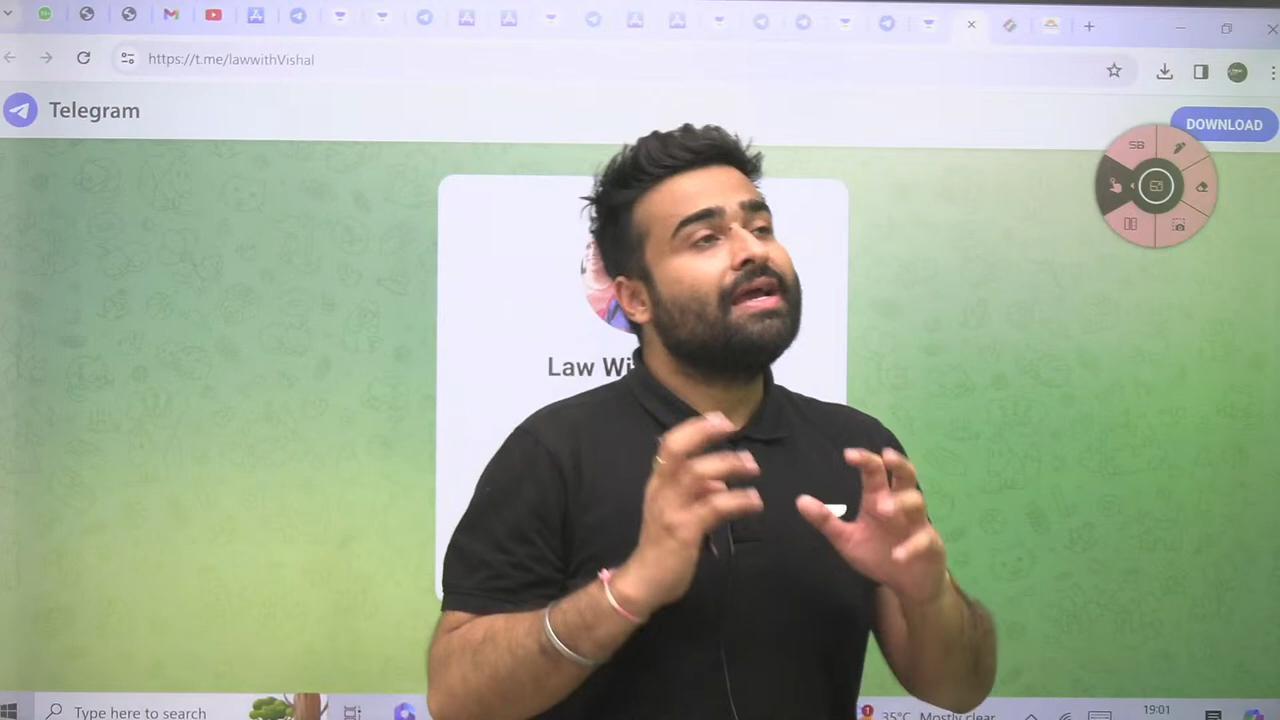 https://t.me/lawwithVishal
Telegram
DOWNLOAD
SB
Law Wi
Type here to search
35°C Mostly clear
19:01